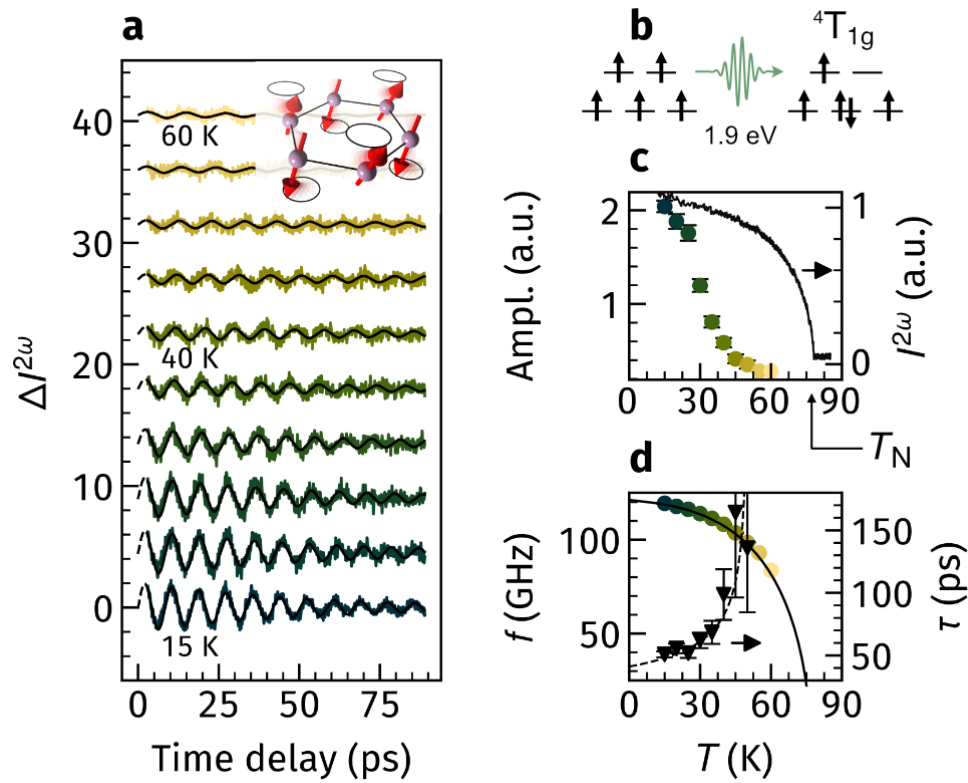 a
ΔI²ω
40
30
20
10
0
60 K
40 K
15 K
0 25 50 75
Time delay (ps)
b
⁴T₁g
1.9 eV
c
Ampl. (a.u.)
2
1
1
0
I²ω (a.u.)
0 30 60 90
T_N
d
f (GHz)
100
50
150
100
50
τ (ps)
0 30 60 90
T (K)